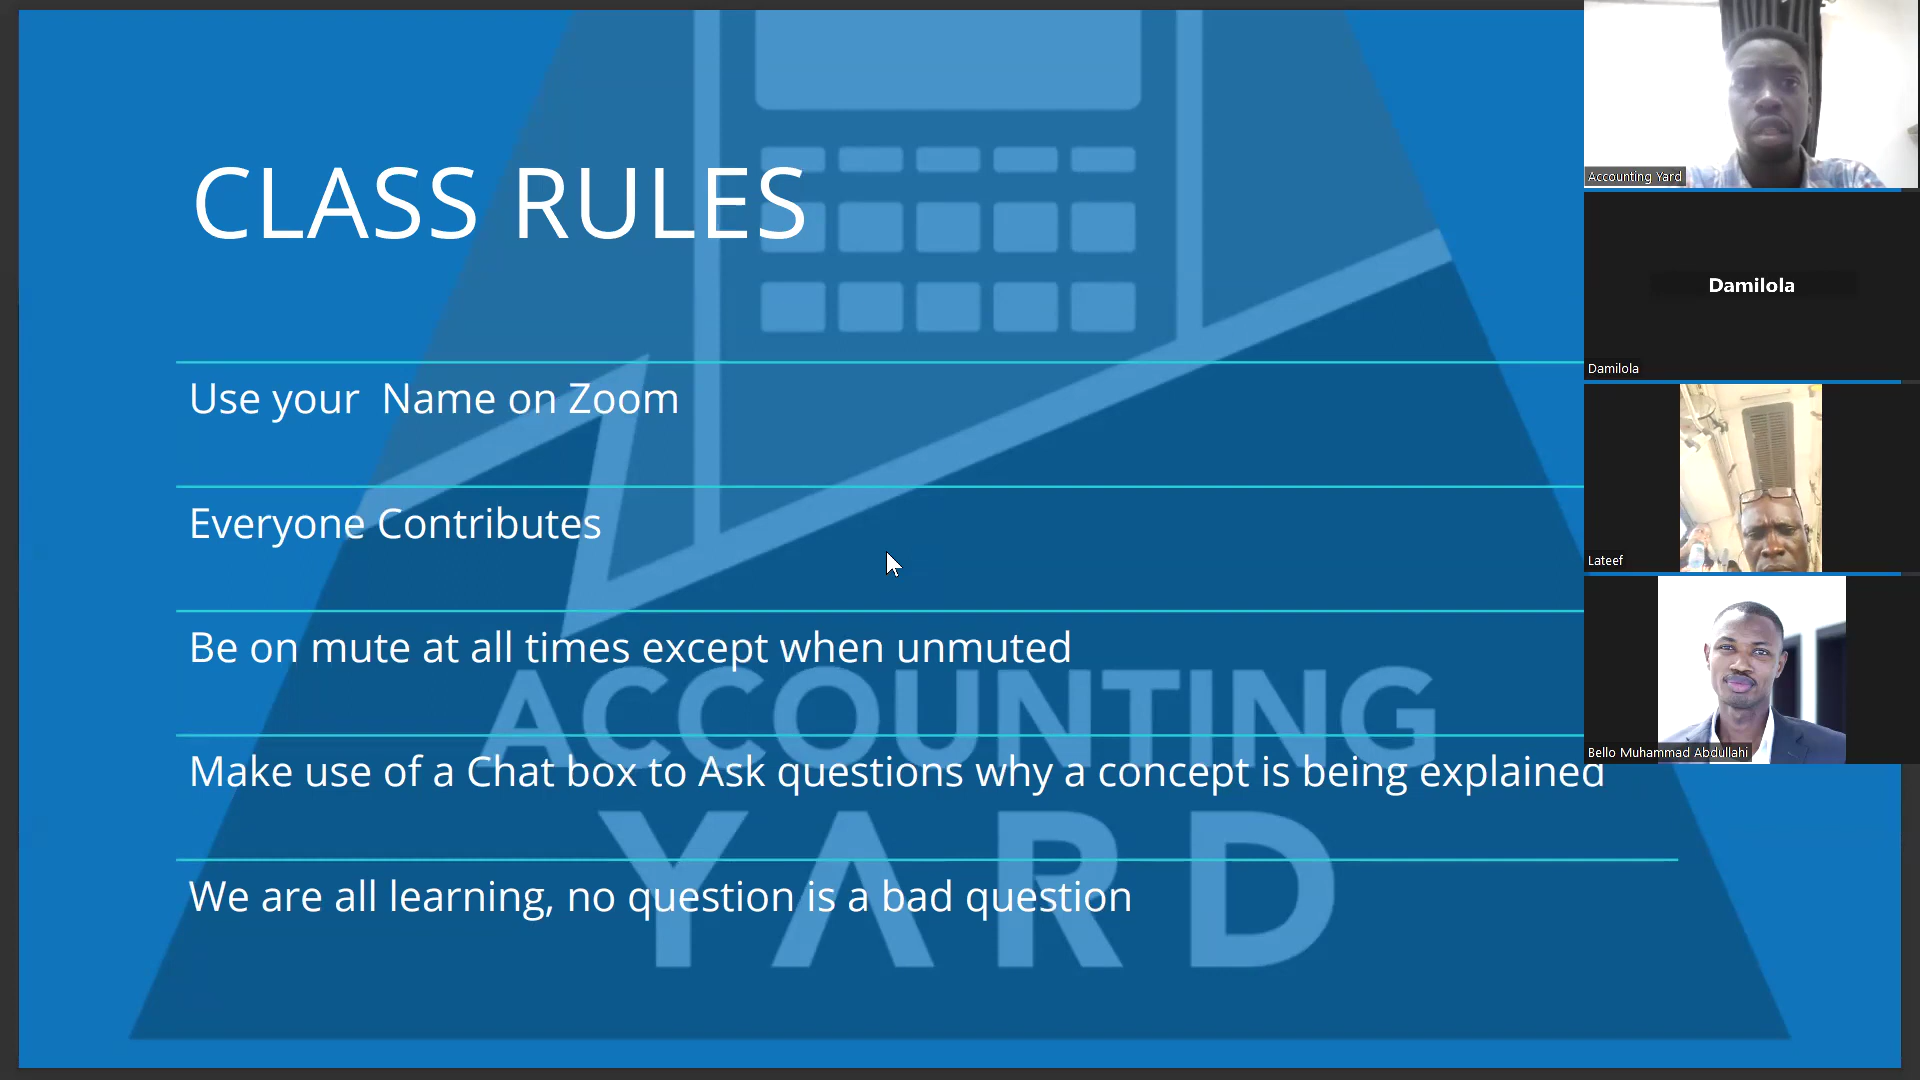 CLASS RULES
Use your  Name on Zoom
Everyone Contributes
Be on mute at all times except when unmuted
Make use of a Chat box to Ask questions why a concept is being explained
We are all learning, no question is a bad question
ACCOUNTING
YARD
Accounting Yard
Damilola
Damilola
Lateef
Bello Muhammad Abdullahi